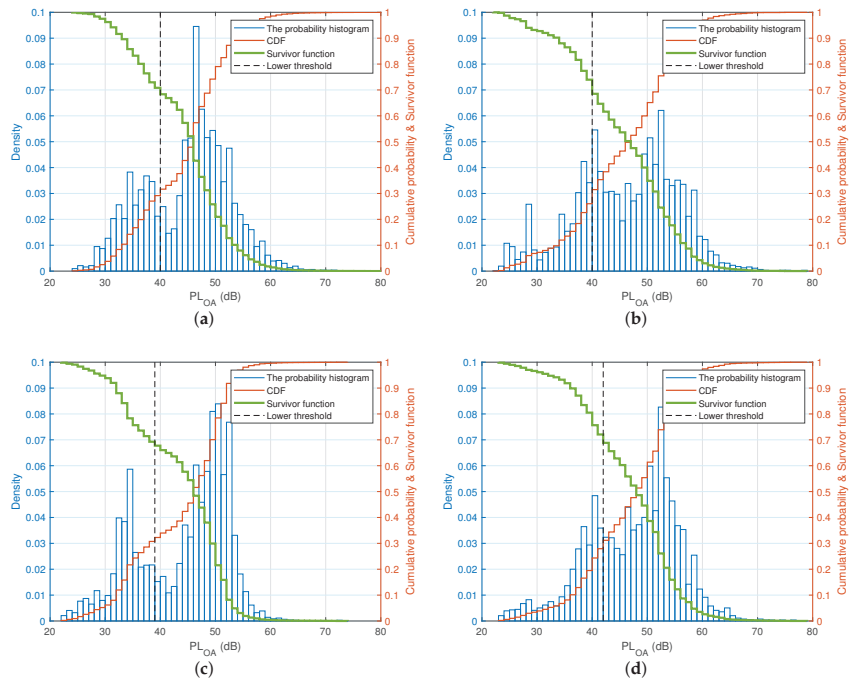 0.1 1
0.09 0.9
0.08 0.8
0.07 0.7
0.06 0.6
0.05 0.5
0.04 0.4
0.03 0.3
0.02 0.2
0.01 0.1
0 0
20 30 40 50 60 70 80
Density
Cumulative probability & Survivor function
The probability histogram
CDF
Survivor function
Lower threshold
PL_OA (dB)
(a)
0.1 1
0.09 0.9
0.08 0.8
0.07 0.7
0.06 0.6
0.05 0.5
0.04 0.4
0.03 0.3
0.02 0.2
0.01 0.1
0 0
20 30 40 50 60 70 80
Density
Cumulative probability & Survivor function
The probability histogram
CDF
Survivor function
Lower threshold
PL_OA (dB)
(b)
0.1 1
0.09 0.9
0.08 0.8
0.07 0.7
0.06 0.6
0.05 0.5
0.04 0.4
0.03 0.3
0.02 0.2
0.01 0.1
0 0
20 30 40 50 60 70 80
Density
Cumulative probability & Survivor function
The probability histogram
CDF
Survivor function
Lower threshold
PL_OA (dB)
(c)
0.1 1
0.09 0.9
0.08 0.8
0.07 0.7
0.06 0.6
0.05 0.5
0.04 0.4
0.03 0.3
0.02 0.2
0.01 0.1
0 0
20 30 40 50 60 70 80
Density
Cumulative probability & Survivor function
The probability histogram
CDF
Survivor function
Lower threshold
PL_OA (dB)
(d)